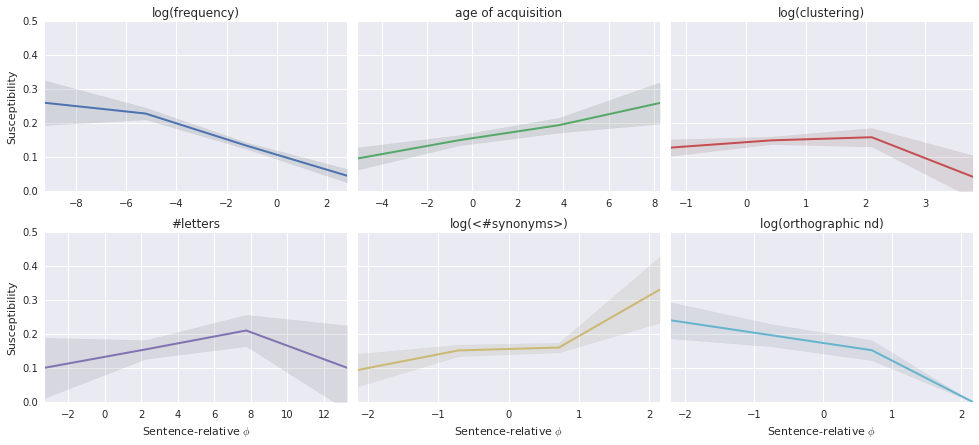 log(frequency) age of acquisition log(clustering)
Susceptibility
0.5
0.4
0.3
0.2
0.1
0.0
−8 −6 −4 −2 0 2
−4 −2 0 2 4 6 8
−1 0 1 2 3
#letters log(<#synonyms>) log(orthographic nd)
Susceptibility
0.5
0.4
0.3
0.2
0.1
0.0
−2 0 2 4 6 8 10 12
−2 −1 0 1 2
−2 −1 0 1 2
Sentence-relative ϕ Sentence-relative ϕ Sentence-relative ϕ